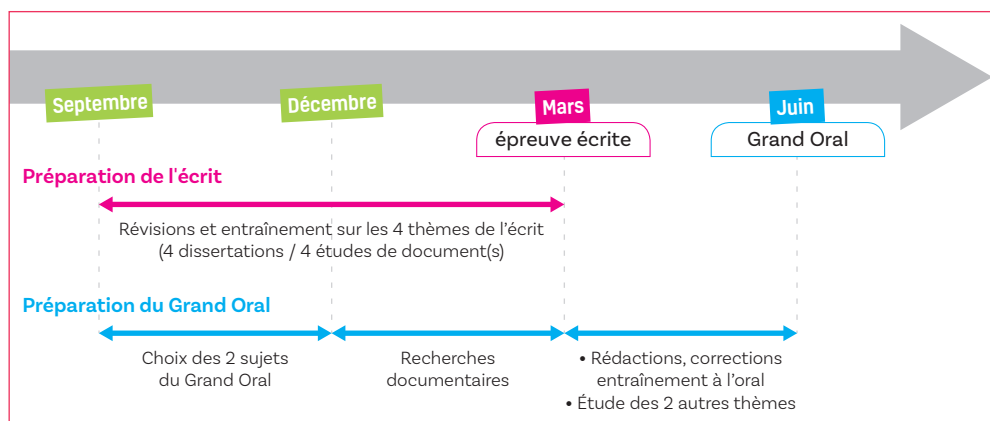 Septembre
Décembre
Mars
Juin
épreuve écrite
Grand Oral
Préparation de l'écrit
Révisions et entraînement sur les 4 thèmes de l’écrit
(4 dissertations / 4 études de document(s)
Préparation du Grand Oral
Choix des 2 sujets
du Grand Oral
Recherches
documentaires
• Rédactions, corrections
entraînement à l’oral
• Étude des 2 autres thèmes